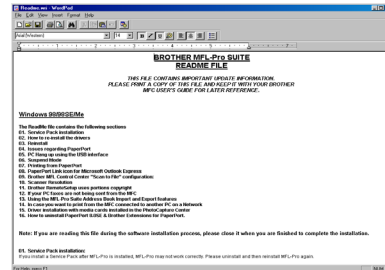 Readme.wri - WordPad
File Edit View Insert Format Help
Arial (Western) 14 B I U
BROTHER MFL-Pro SUITE
README FILE
THIS FILE CONTAINS IMPORTANT UPDATE INFORMATION.
PLEASE PRINT A COPY OF THIS FILE AND KEEP IT WITH YOUR BROTHER
MFC USER'S GUIDE FOR LATER REFERENCE.
Windows 98/98SE/Me
The ReadMe file contains the following sections
01. Service Pack installation
02. How to re-install the drivers
03. Reinstall
04. Issues regarding PaperPort
05. PC Hang up using the USB interface
06. Suspend Mode
07. Printing from PaperPort
08. PaperPort Link icon for Microsoft Outlook Express
09. Brother MFL Control Center "Scan to File" configuration
10. Scanner Resolution
11. Brother RemoteSetup uses portions copyright
12. If your PC faxes are not being sent from the MFC
13. Using the MFL-Pro Suite Address Book Import and Export features
14. In case you want to print from the MFC connected to another PC on a Network
15. Driver installation with media cards installed in the PhotoCapture Center
16. How to uninstall PaperPort 8.0SE & Brother Extensions for PaperPort.
Note: If you are reading this file during the software installation process, please close it when you are finished to complete the installation.
01. Service Pack installation:
If you install a Service Pack after MFL-Pro is installed, MFL-Pro may not work correctly. Please uninstall and then reinstall MFL-Pro again.
For Help, press F1
NUM